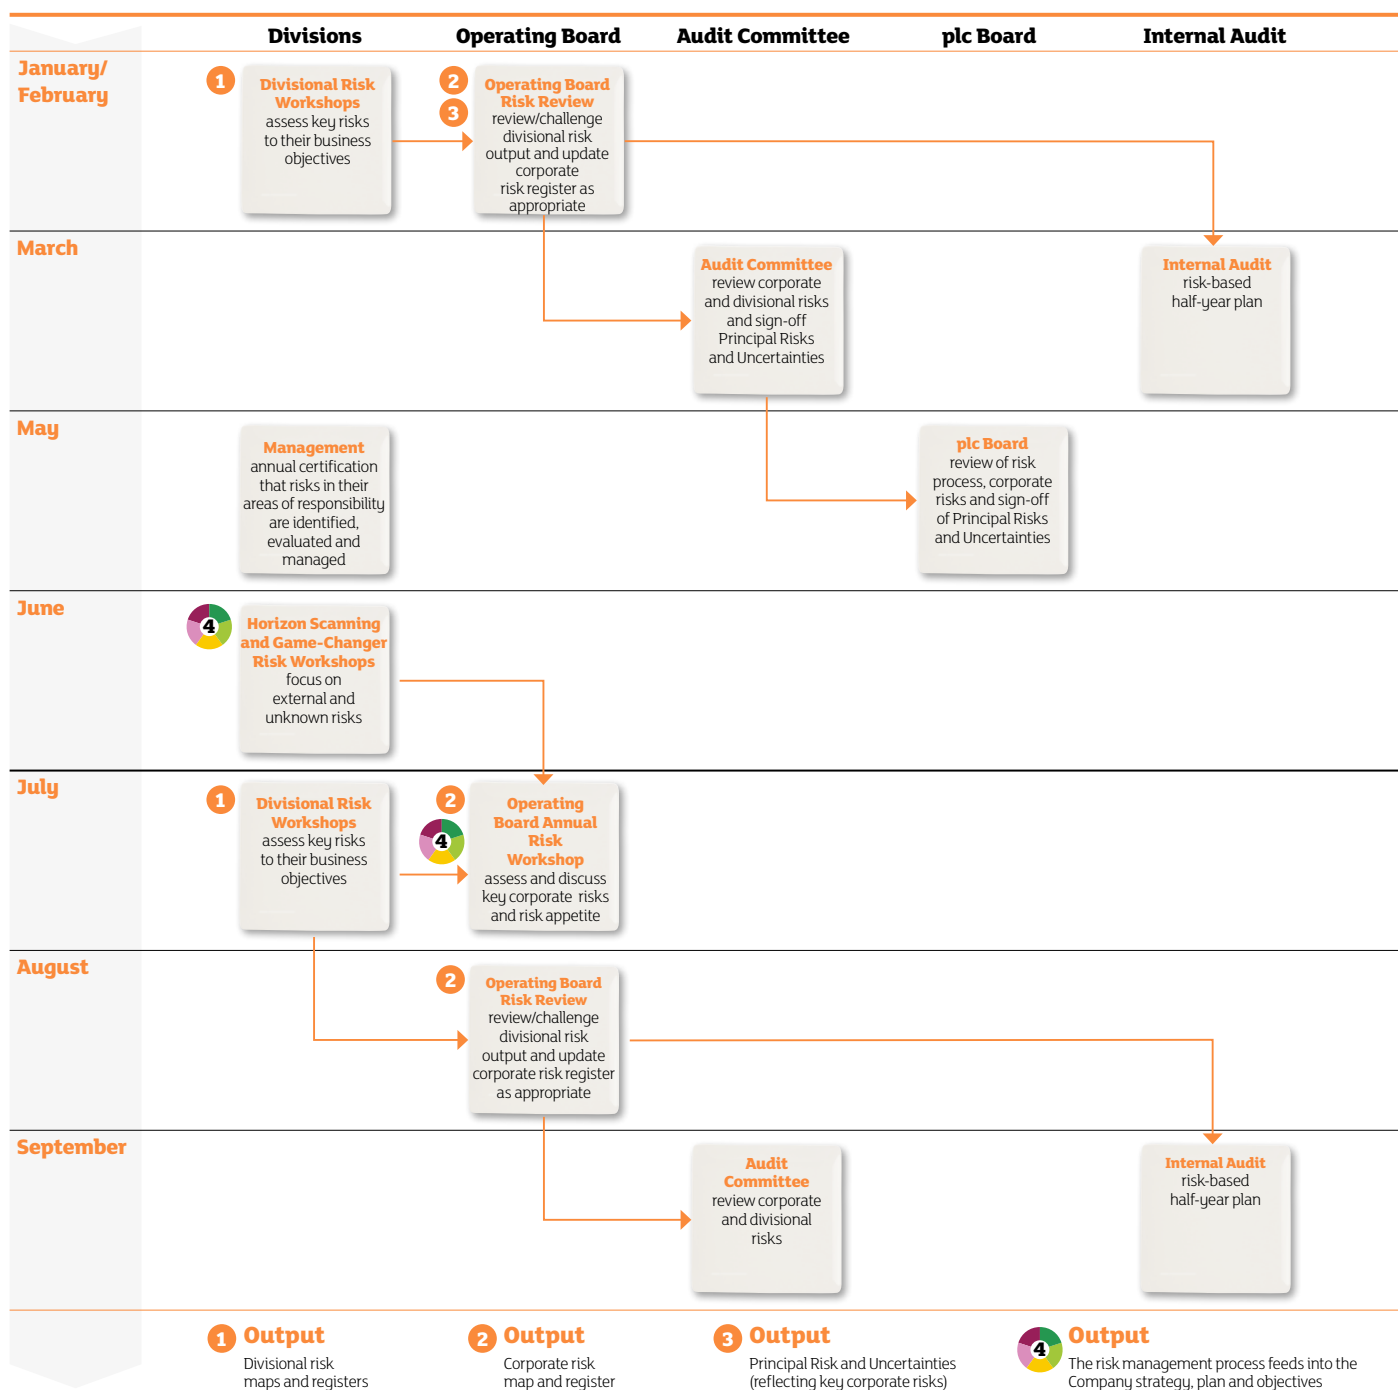 Divisions Operating Board Audit Committee plc Board Internal Audit
January/
February
1
Divisional Risk
Workshops
assess key risks
to their business
objectives
2
3
Operating Board
Risk Review
review/challenge
divisional risk
output and update
corporate
risk register as
appropriate
March
Audit Committee
review corporate
and divisional risks
and sign-off
Principal Risks
and Uncertainties
Internal Audit
risk-based
half-year plan
May
Management
annual certification
that risks in their
areas of responsibility
are identified,
evaluated and
managed
plc Board
review of risk
process, corporate
risks and sign-off
of Principal Risks
and Uncertainties
June
4
Horizon Scanning
and Game-Changer
Risk Workshops
focus on
external and
unknown risks
July
1
Divisional Risk
Workshops
assess key risks
to their business
objectives
2
4
Operating
Board Annual
Risk
Workshop
assess and discuss
key corporate risks
and risk appetite
August
2
Operating Board
Risk Review
review/challenge
divisional risk
output and update
corporate risk register
as appropriate
September
Audit
Committee
review corporate
and divisional
risks
Internal Audit
risk-based
half-year plan
1 Output
Divisional risk
maps and registers
2 Output
Corporate risk
map and register
3 Output
Principal Risk and Uncertainties
(reflecting key corporate risks)
4 Output
The risk management process feeds into the
Company strategy, plan and objectives